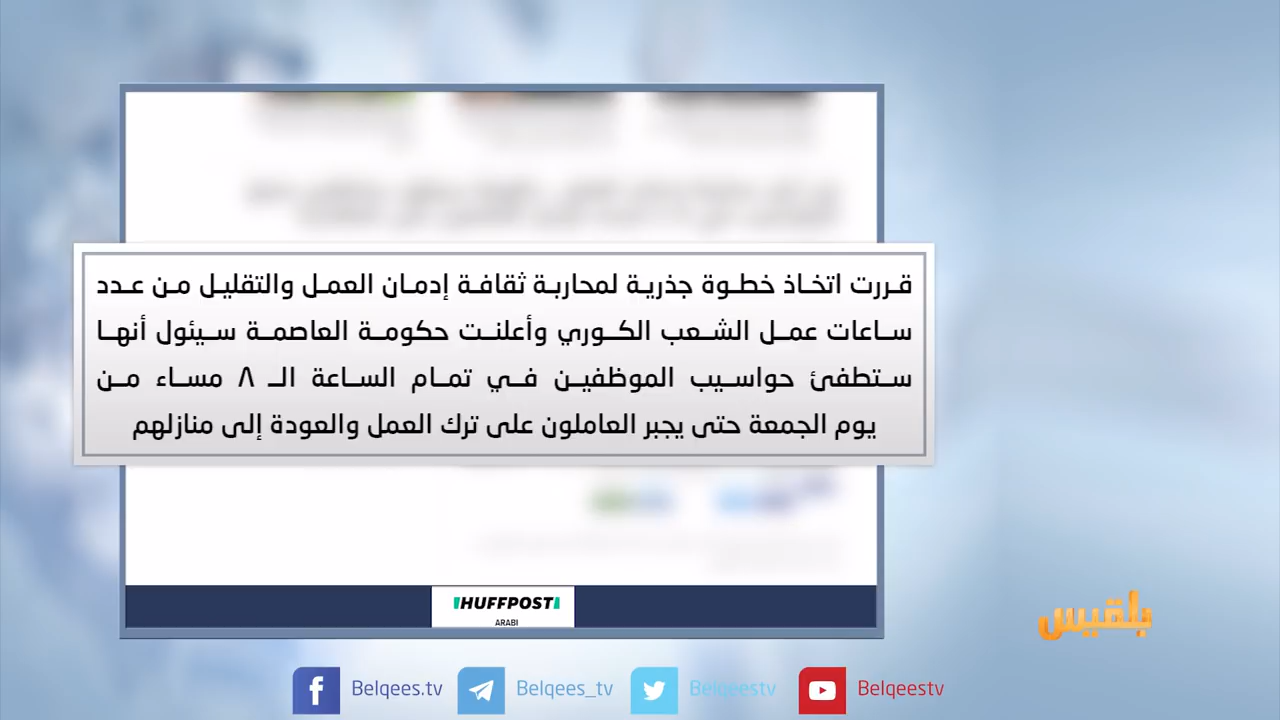 قررت اتخاذ خطوة جذرية لمحاربة ثقافة إدمان العمل والتقليل من عدد
ساعات عمل الشعب الكوري وأعلنت حكومة العاصمة سيئول أنها
ستطفئ حواسيب الموظفين في تمام الساعة الـ ٨ مساء من
يوم الجمعة حتى يجبر العاملون على ترك العمل والعودة إلى منازلهم
HUFFPOST
ARABI
بلقيس
Belqees.tv Belqees_tv Belqeestv Belqeestv